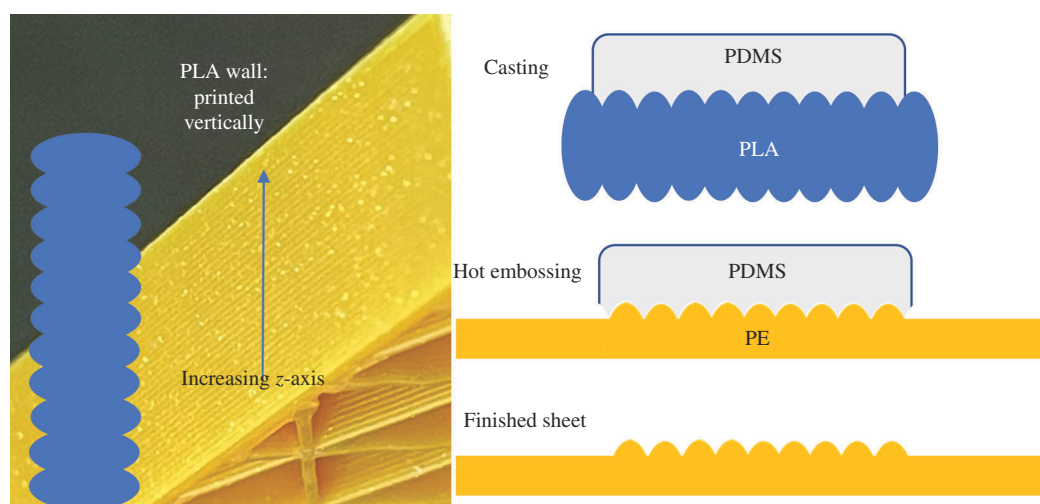 PLA wall:
printed
vertically
Increasing z-axis
Casting
PDMS
PLA
Hot embossing
PDMS
PE
Finished sheet